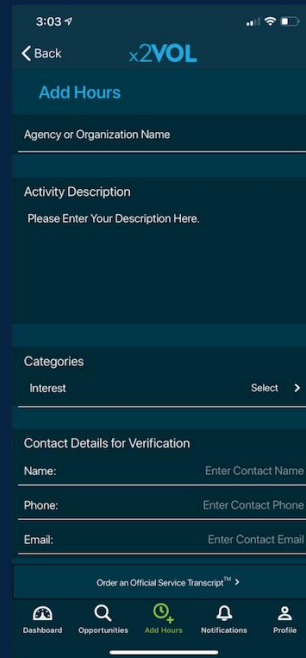 3:03
Back
x2VOL
Add Hours
Agency or Organization Name
Activity Description
Please Enter Your Description Here.
Categories
Interest Select
Contact Details for Verification
Name: Enter Contact Name
Phone: Enter Contact Phone
Email: Enter Contact Email
Order an Official Service Transcript™
Dashboard Opportunities Add Hours Notifications Profile